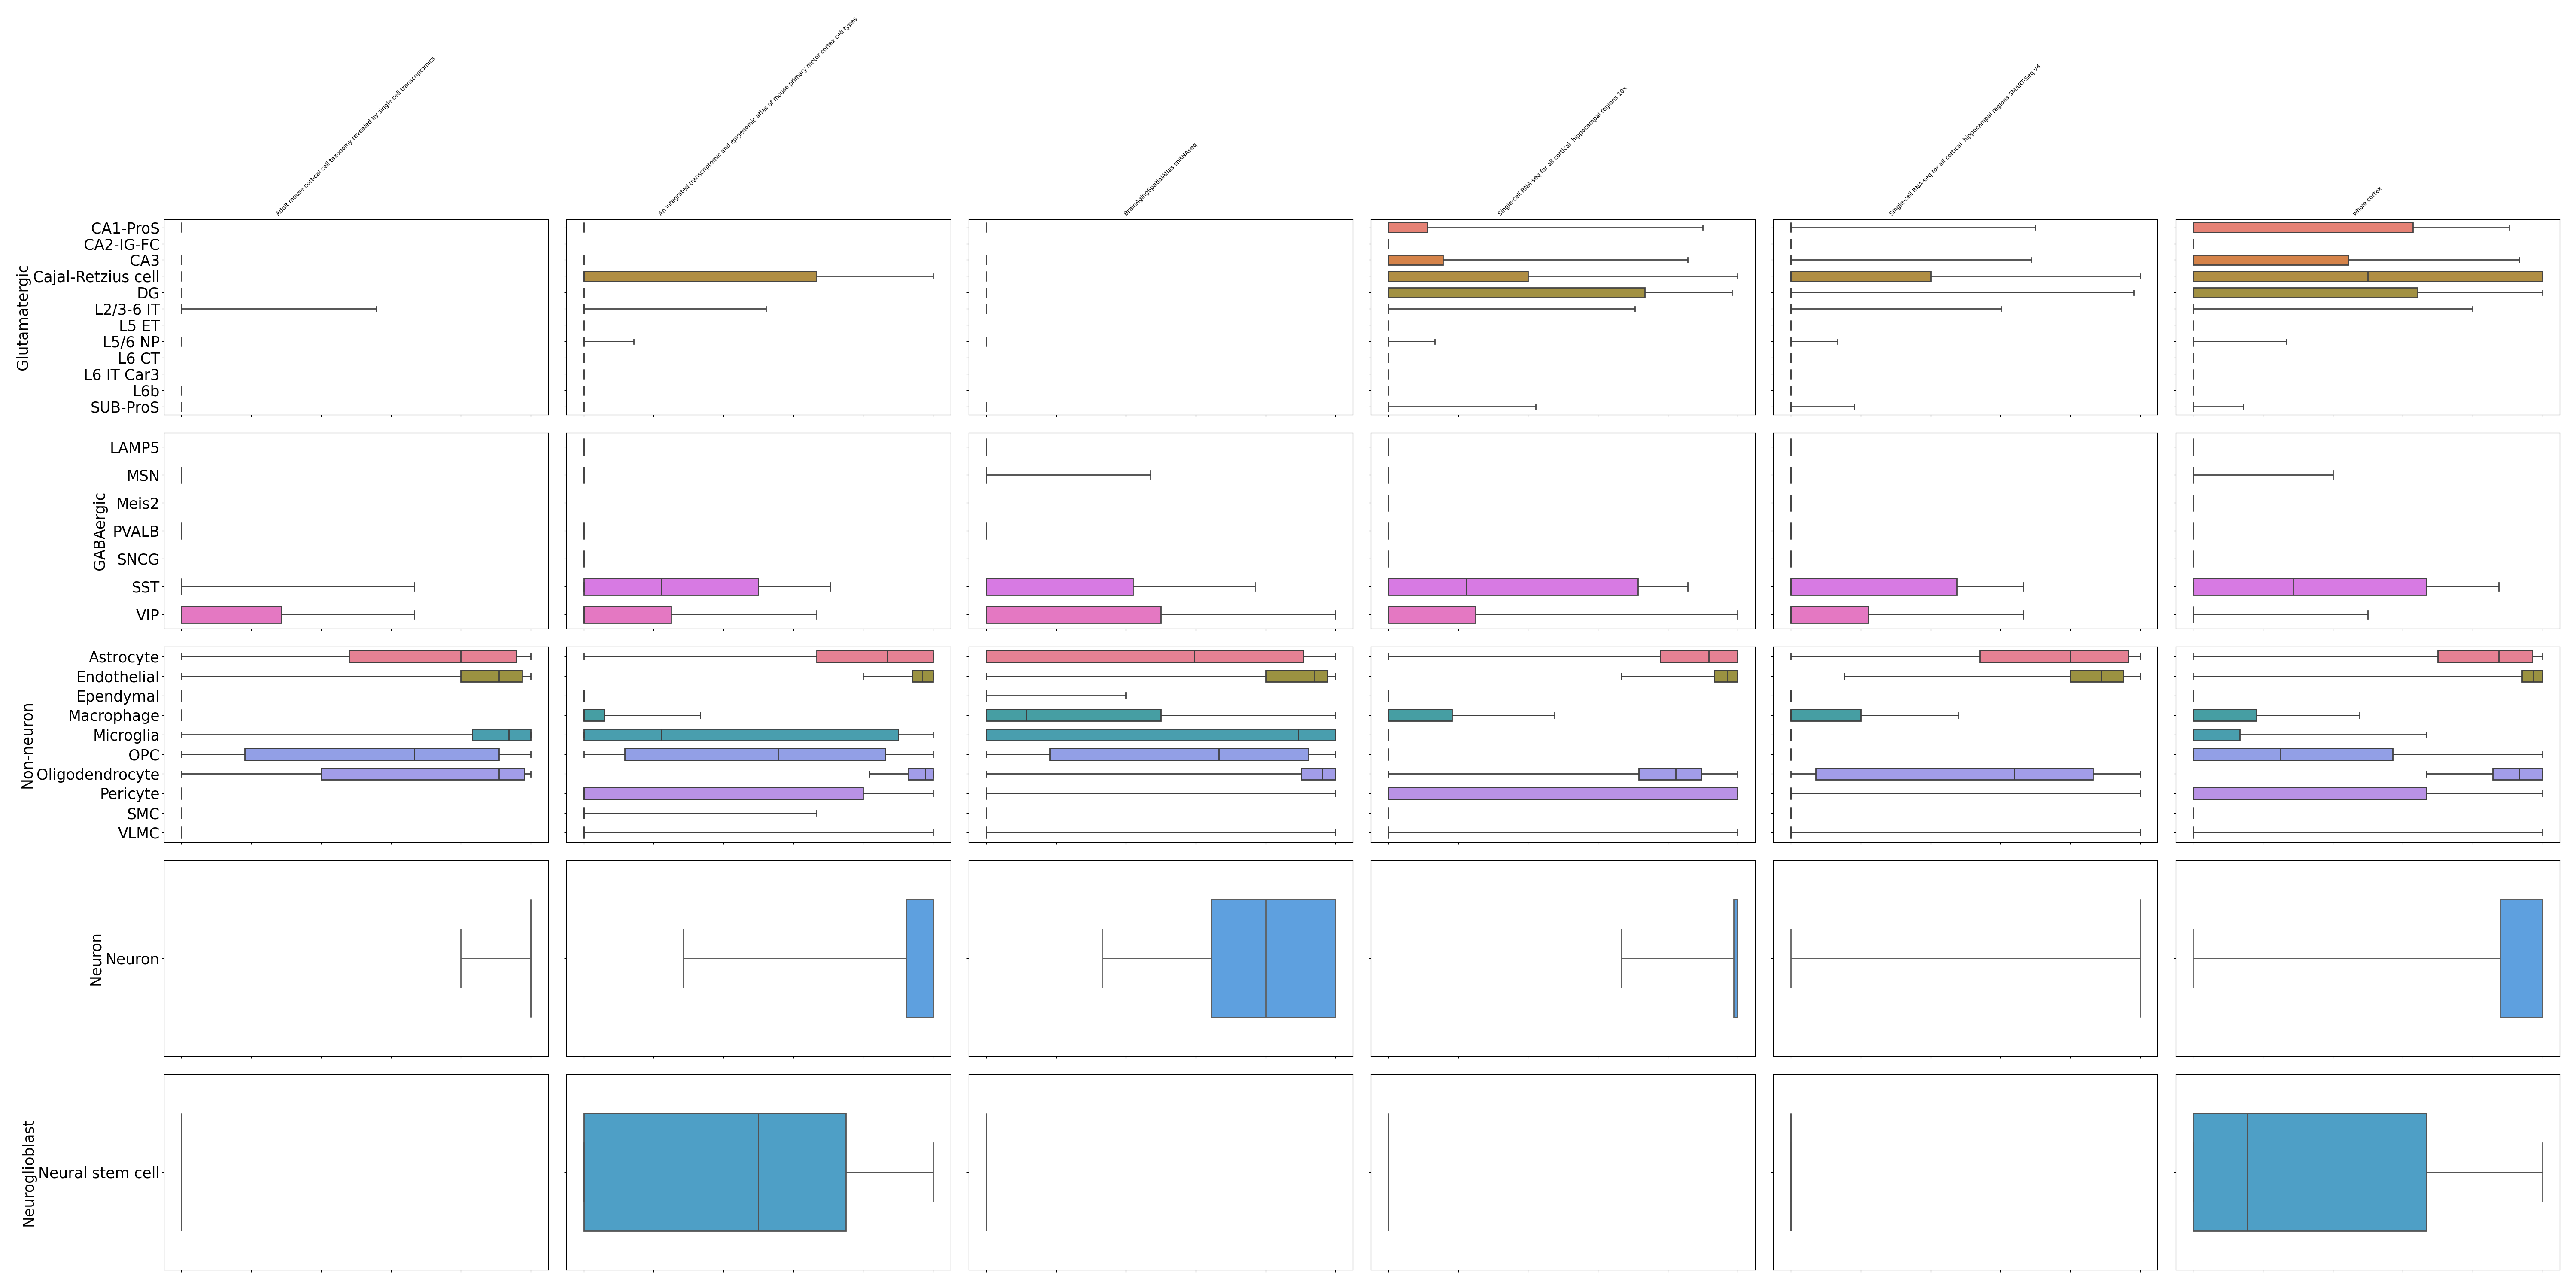 Adult mouse cortical cell taxonomy revealed by single cell transcriptomics
An integrated transcriptomic and epigenomic atlas of mouse primary motor cortex cell types
BrainAgingSpatialAtlas snRNAseq
Single-cell RNA-seq for all cortical  hippocampal regions 10x
Single-cell RNA-seq for all cortical  hippocampal regions SMART-Seq v4
whole cortex
Glutamatergic
CA1-ProS
CA2-IG-FC
CA3
Cajal-Retzius cell
DG
L2/3-6 IT
L5 ET
L5/6 NP
L6 CT
L6 IT Car3
L6b
SUB-ProS
GABAergic
LAMP5
MSN
Meis2
PVALB
SNCG
SST
VIP
Non-neuron
Astrocyte
Endothelial
Ependymal
Macrophage
Microglia
OPC
Oligodendrocyte
Pericyte
SMC
VLMC
Neuron
Neuron
Neuroglioblast
Neural stem cell